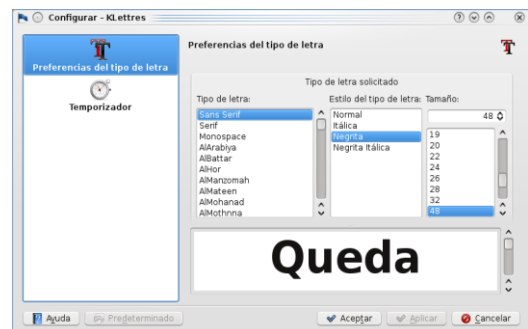 Configurar - KLettres
Preferencias del tipo de letra
Temporizador
Preferencias del tipo de letra
Tipo de letra solicitado
Tipo de letra: Estilo del tipo de letra: Tamaño:
Sans Serif
Serif
Monospace
AlArabiya
AlBattar
AlHor
AlManzomah
AlMateen
AlMohanad
AlMothnna
Normal
Itálica
Negrita
Negrita Itálica
48
19
20
22
24
26
28
32
48
Queda
Ayuda Predeterminado Aceptar Aplicar Cancelar